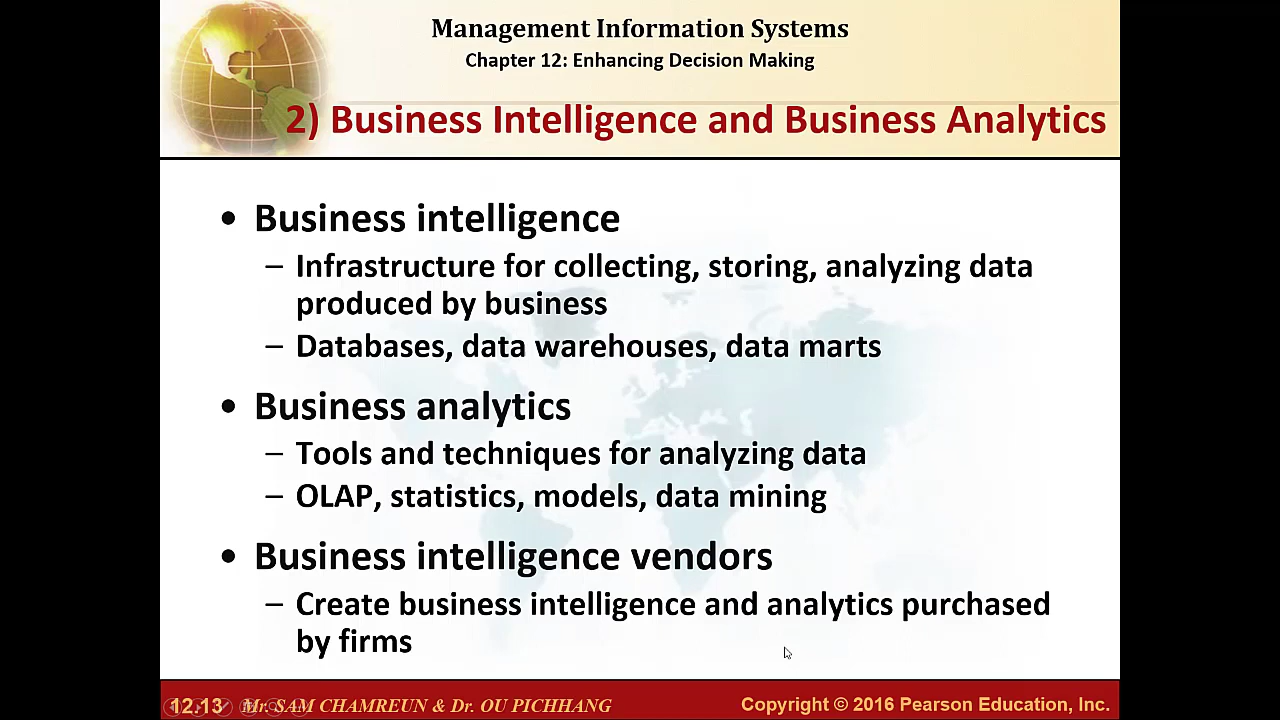 Management Information Systems
Chapter 12: Enhancing Decision Making
2) Business Intelligence and Business Analytics
• Business intelligence
– Infrastructure for collecting, storing, analyzing data
produced by business
– Databases, data warehouses, data marts
• Business analytics
– Tools and techniques for analyzing data
– OLAP, statistics, models, data mining
• Business intelligence vendors
– Create business intelligence and analytics purchased
by firms
12.13 Mr. SAM CHAMREUN & Dr. OU PICHHANG
Copyright © 2016 Pearson Education, Inc.